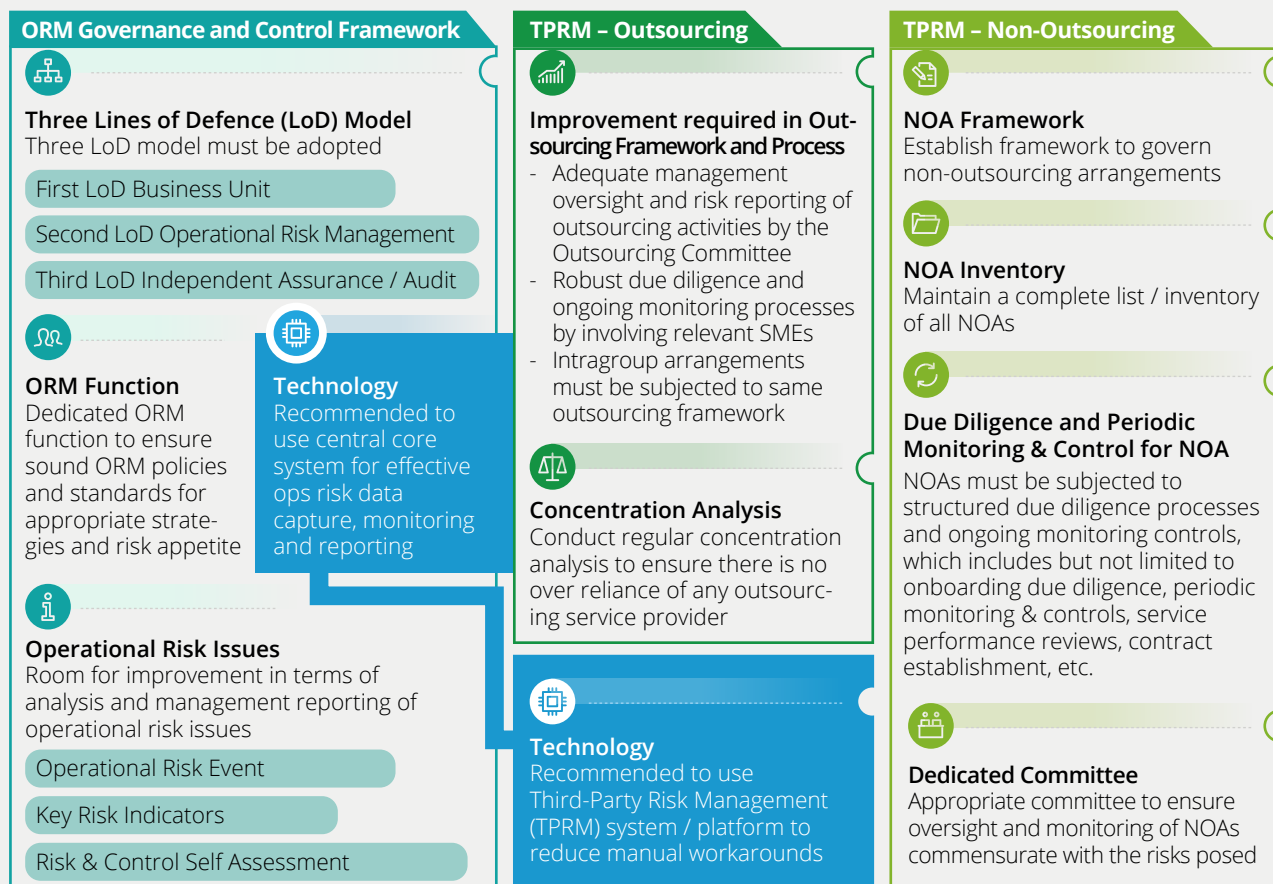 ORM Governance and Control Framework
Three Lines of Defence (LoD) Model
Three LoD model must be adopted
First LoD Business Unit
Second LoD Operational Risk Management
Third LoD Independent Assurance / Audit
ORM Function
Dedicated ORM
function to ensure
sound ORM policies
and standards for
appropriate strate-
gies and risk appetite
Technology
Recommended to
use central core
system for effective
ops risk data
capture, monitoring
and reporting
Operational Risk Issues
Room for improvement in terms of
analysis and management reporting of
operational risk issues
Operational Risk Event
Key Risk Indicators
Risk & Control Self Assessment
TPRM – Outsourcing
Improvement required in Out-
sourcing Framework and Process
- Adequate management
oversight and risk reporting of
outsourcing activities by the
Outsourcing Committee
- Robust due diligence and
ongoing monitoring processes
by involving relevant SMEs
- Intragroup arrangements
must be subjected to same
outsourcing framework
Concentration Analysis
Conduct regular concentration
analysis to ensure there is no
over reliance of any outsourc-
ing service provider
Technology
Recommended to use
Third-Party Risk Management
(TPRM) system / platform to
reduce manual workarounds
TPRM – Non-Outsourcing
NOA Framework
Establish framework to govern
non-outsourcing arrangements
NOA Inventory
Maintain a complete list / inventory
of all NOAs
Due Diligence and Periodic
Monitoring & Control for NOA
NOAs must be subjected to
structured due diligence processes
and ongoing monitoring controls,
which includes but not limited to
onboarding due diligence, periodic
monitoring & controls, service
performance reviews, contract
establishment, etc.
Dedicated Committee
Appropriate committee to ensure
oversight and monitoring of NOAs
commensurate with the risks posed